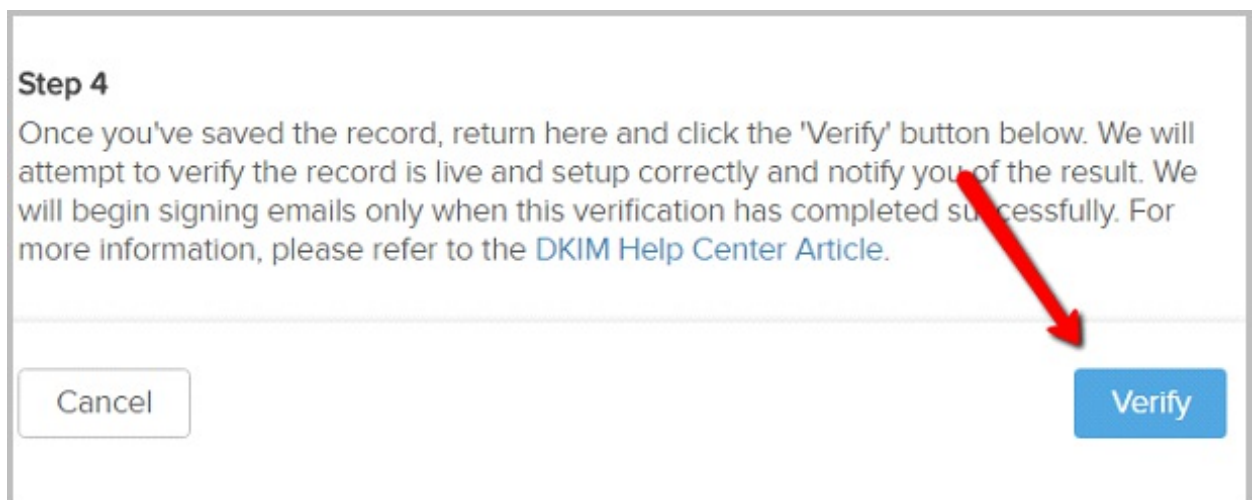 Step 4
Once you've saved the record, return here and click the 'Verify' button below. We will
attempt to verify the record is live and setup correctly and notify you of the result. We
will begin signing emails only when this verification has completed successfully. For
more information, please refer to the DKIM Help Center Article.
Cancel
Verify